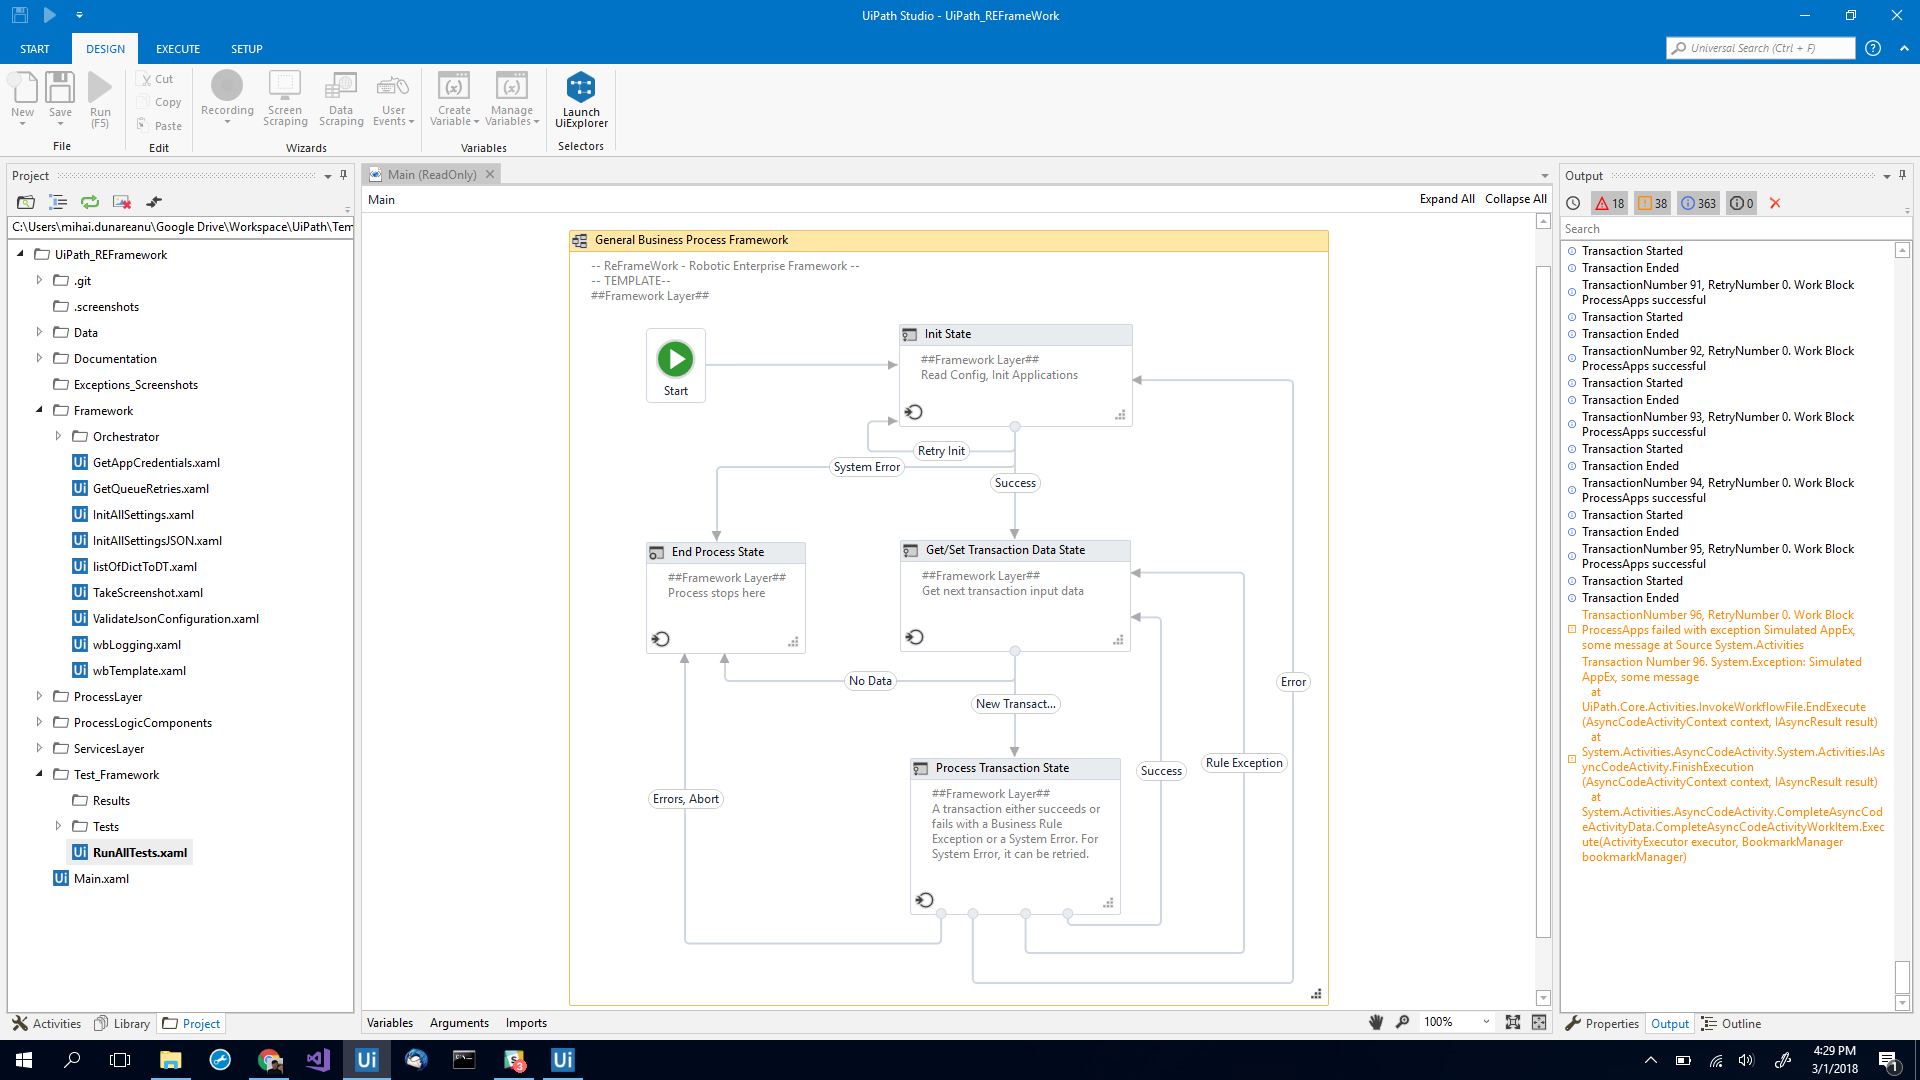 UiPath Studio - UiPath_REFrameWork
START
DESIGN
EXECUTE
SETUP
Universal Search (Ctrl + F)
New
Save
Run
(F5)
File
Cut
Copy
Paste
Edit
Recording
Screen
Scraping
Data
Scraping
User
Events
Wizards
Create
Variable
Manage
Variables
Variables
Launch
UiExplorer
Selectors
Project
C:\Users\mihai.dunareanu\Google Drive\Workspace\UiPath\Tem
UiPath_REFramework
.git
.screenshots
Data
Documentation
Exceptions_Screenshots
Framework
Orchestrator
GetAppCredentials.xaml
GetQueueRetries.xaml
InitAllSettings.xaml
InitAllSettingsJSON.xaml
listOfDictToDT.xaml
TakeScreenshot.xaml
ValidateJsonConfiguration.xaml
wbLogging.xaml
wbTemplate.xaml
ProcessLayer
ProcessLogicComponents
ServicesLayer
Test_Framework
Results
Tests
RunAllTests.xaml
Main.xaml
Activities
Library
Project
Main (ReadOnly)
Main
Expand All
Collapse All
General Business Process Framework
-- ReFrameWork - Robotic Enterprise Framework --
-- TEMPLATE--
##Framework Layer##
Start
Init State
##Framework Layer##
Read Config, Init Applications
Retry Init
System Error
Success
End Process State
##Framework Layer##
Process stops here
Get/Set Transaction Data State
##Framework Layer##
Get next transaction input data
No Data
New Transact...
Error
Process Transaction State
##Framework Layer##
A transaction either succeeds or
fails with a Business Rule
Exception or a System Error. For
System Error, it can be retried.
Success
Rule Exception
Errors, Abort
Variables
Arguments
Imports
100%
Output
18
38
363
0
Search
Transaction Started
Transaction Ended
TransactionNumber 91, RetryNumber 0. Work Block
ProcessApps successful
Transaction Started
Transaction Ended
TransactionNumber 92, RetryNumber 0. Work Block
ProcessApps successful
Transaction Started
Transaction Ended
TransactionNumber 93, RetryNumber 0. Work Block
ProcessApps successful
Transaction Started
Transaction Ended
TransactionNumber 94, RetryNumber 0. Work Block
ProcessApps successful
Transaction Started
Transaction Ended
TransactionNumber 95, RetryNumber 0. Work Block
ProcessApps successful
Transaction Started
Transaction Ended
TransactionNumber 96, RetryNumber 0. Work Block
ProcessApps failed with exception Simulated AppEx,
some message at Source System.Activities
Transaction Number 96. System.Exception: Simulated
AppEx, some message
at
UiPath.Core.Activities.InvokeWorkflowFile.EndExecute
(AsyncCodeActivityContext context, IAsyncResult result)
at
System.Activities.AsyncCodeActivity.System.Activities.IAs
yncCodeActivity.FinishExecution
(AsyncCodeActivityContext context, IAsyncResult result)
at
System.Activities.AsyncCodeActivity.CompleteAsyncCod
eActivityData.CompleteAsyncCodeActivityWorkItem.Exec
ute(ActivityExecutor executor, BookmarkManager
bookmarkManager)
Properties
Output
Outline
Ui
3
Ui
4:29 PM
3/1/2018
1